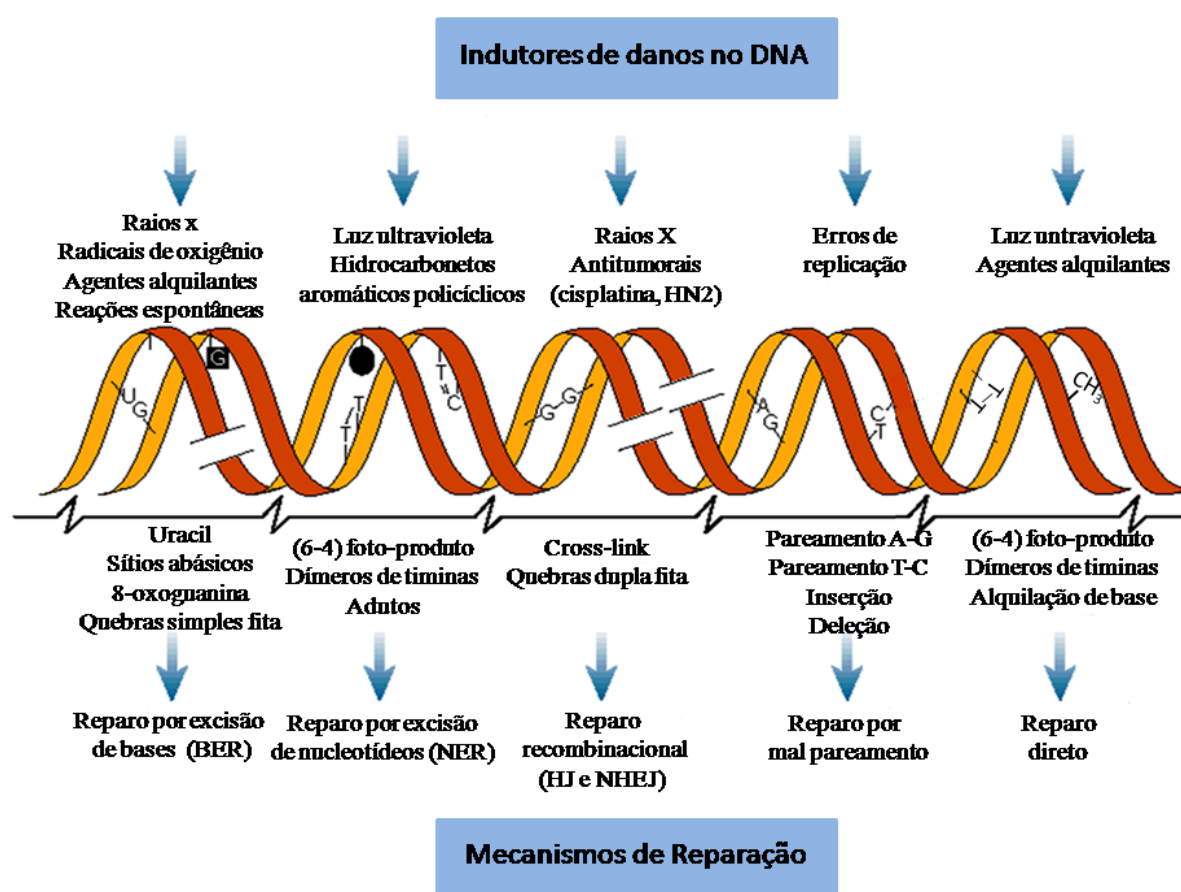 Indutores de danos no DNA
Raios x
Radicais de oxigênio
Agentes alquilantes
Reações espontâneas
Luz ultravioleta
Hidrocarbonetos
aromáticos policíclicos
Raios X
Antitumorais
(cisplatina, HN2)
Erros de
replicação
Luz untravioleta
Agentes alquilantes
U G
G
T T
T C
G G
A G
C T
1-1
CH3
Uracil
Sítios abásicos
8-oxoguanina
Quebras simples fita
(6-4) foto-produto
Dímeros de timinas
Adutos
Cross-link
Quebras dupla fita
Pareamento A-G
Pareamento T-C
Inserção
Deleção
(6-4) foto-produto
Dímeros de timinas
Alquilação de base
Reparo por excisão
de bases (BER)
Reparo por excisão
de nucleotídeos (NER)
Reparo
recombinacional
(HJ e NHEJ)
Reparo por
mal pareamento
Reparo
direto
Mecanismos de Reparação